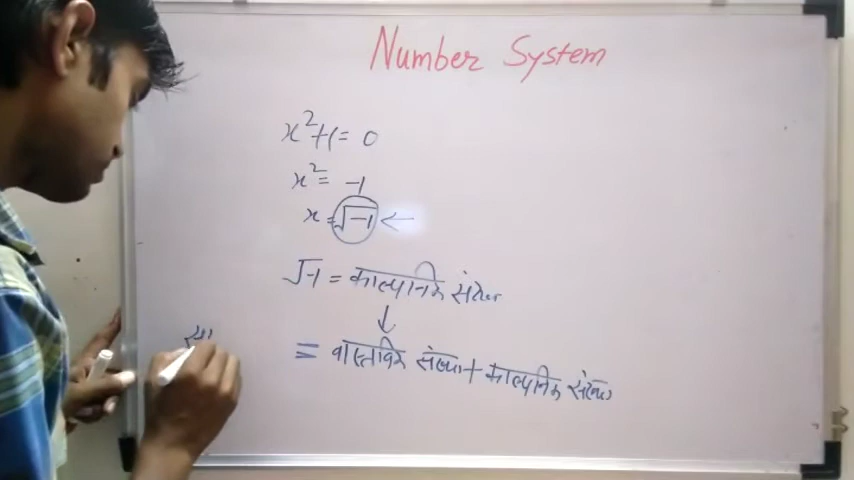 Number System
x²+1= 0
x² = -1
x = √-1 ←
√-1 = काल्पनिक संख्या
↓
= वास्तविक संख्या + काल्पनिक संख्या